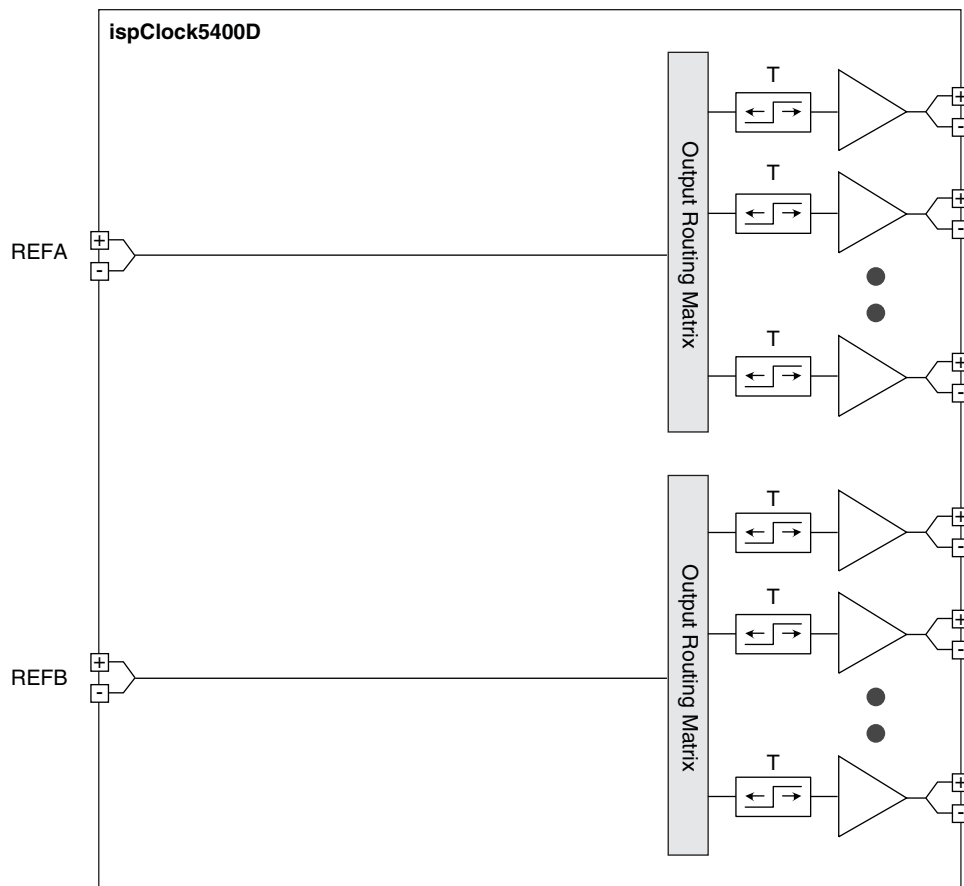 ispClock5400D
REFA
+
-
Output Routing Matrix
T
+
-
T
+
-
T
+
-
REFB
+
-
Output Routing Matrix
T
+
-
T
+
-
T
+
-